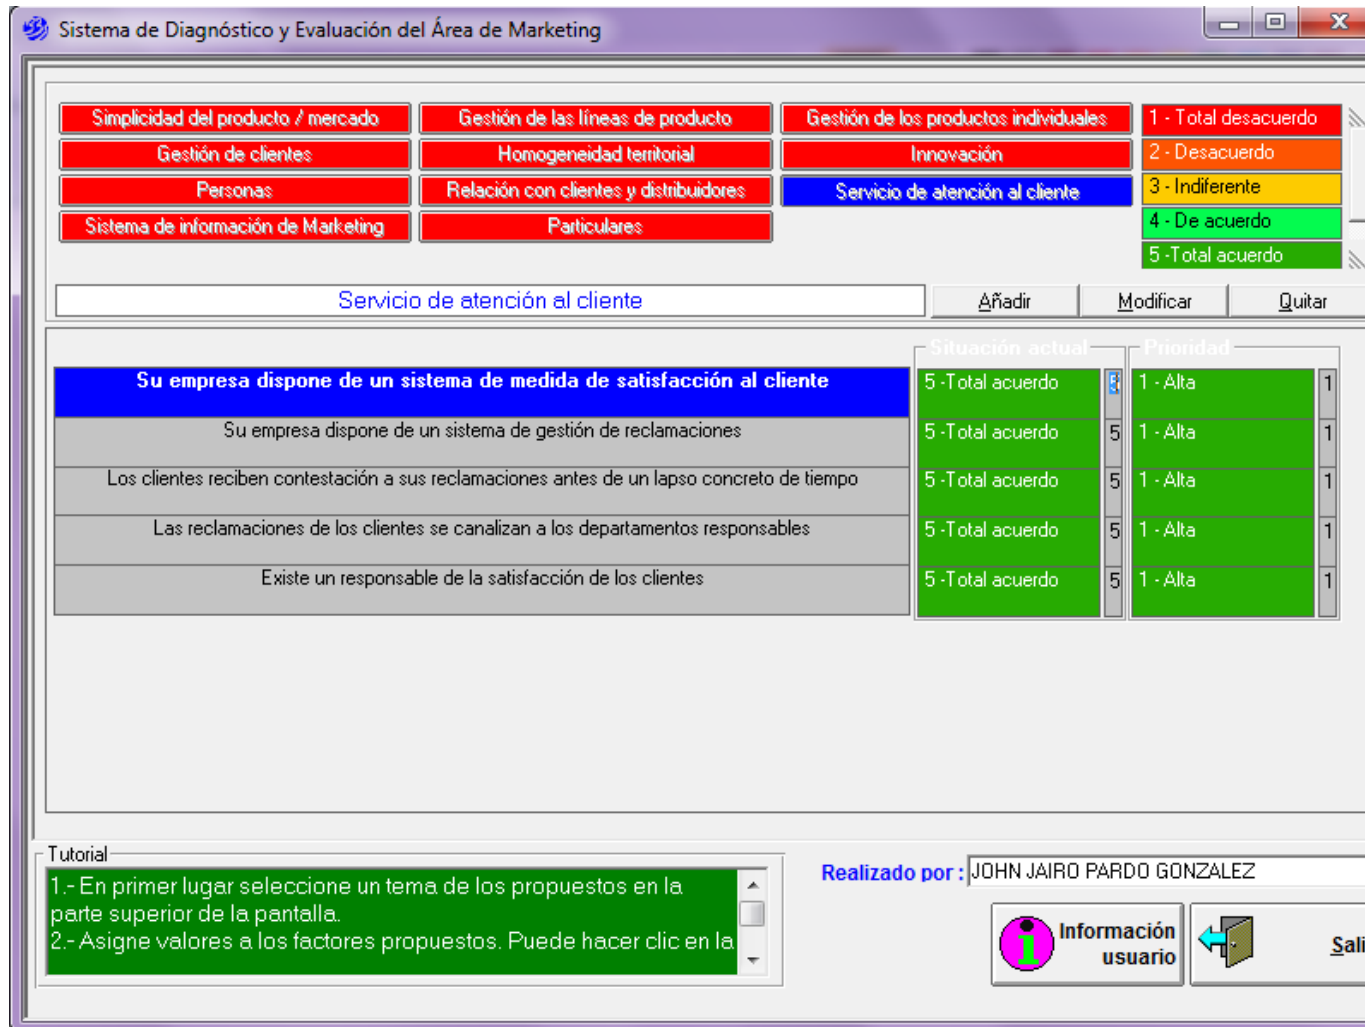 Sistema de Diagnóstico y Evaluación del Área de Marketing
Simplicidad del producto / mercado
Gestión de las líneas de producto
Gestión de los productos individuales
1 - Total desacuerdo
Gestión de clientes
Homogeneidad territorial
Innovación
2 - Desacuerdo
Personas
Relación con clientes y distribuidores
Servicio de atención al cliente
3 - Indiferente
Sistema de información de Marketing
Particulares
4 - De acuerdo
5 -Total acuerdo
Servicio de atención al cliente
Añadir
Modificar
Quitar
Situación actual
Prioridad
Su empresa dispone de un sistema de medida de satisfacción al cliente
5 -Total acuerdo
5
1 - Alta
1
Su empresa dispone de un sistema de gestión de reclamaciones
5 -Total acuerdo
5
1 - Alta
1
Los clientes reciben contestación a sus reclamaciones antes de un lapso concreto de tiempo
5 -Total acuerdo
5
1 - Alta
1
Las reclamaciones de los clientes se canalizan a los departamentos responsables
5 -Total acuerdo
5
1 - Alta
1
Existe un responsable de la satisfacción de los clientes
5 -Total acuerdo
5
1 - Alta
1
Tutorial
1.- En primer lugar seleccione un tema de los propuestos en la
parte superior de la pantalla.
2.- Asigne valores a los factores propuestos. Puede hacer clic en la
Realizado por : JOHN JAIRO PARDO GONZALEZ
Información
usuario
Sali